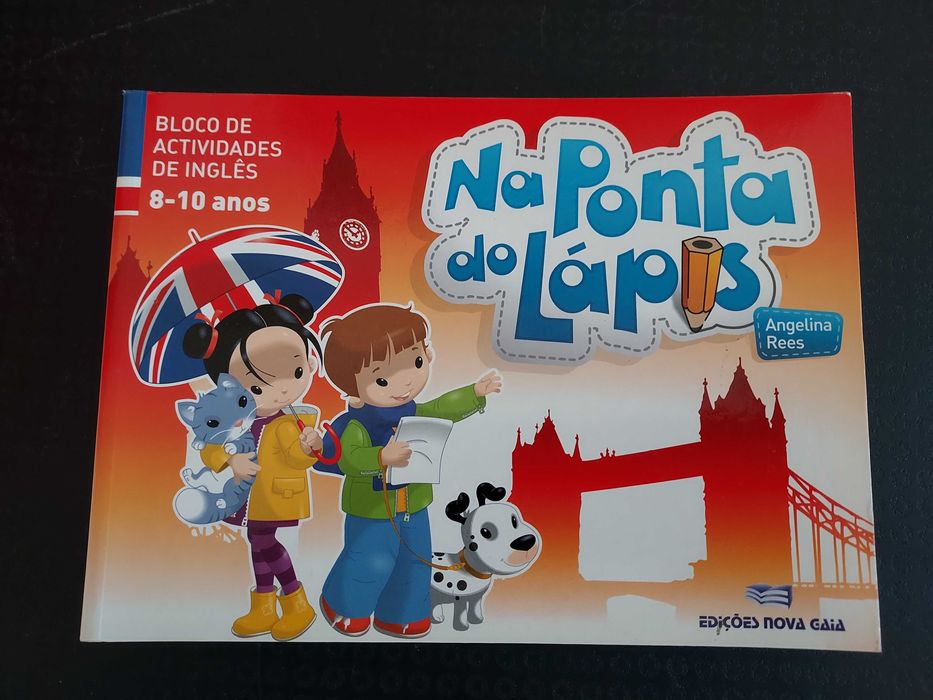 BLOCO DE
ACTIVIDADES
DE INGLÊS
8-10 anos
Na Ponta
do Lápis
Angelina
Rees
EDIÇÕES NOVA GAIA